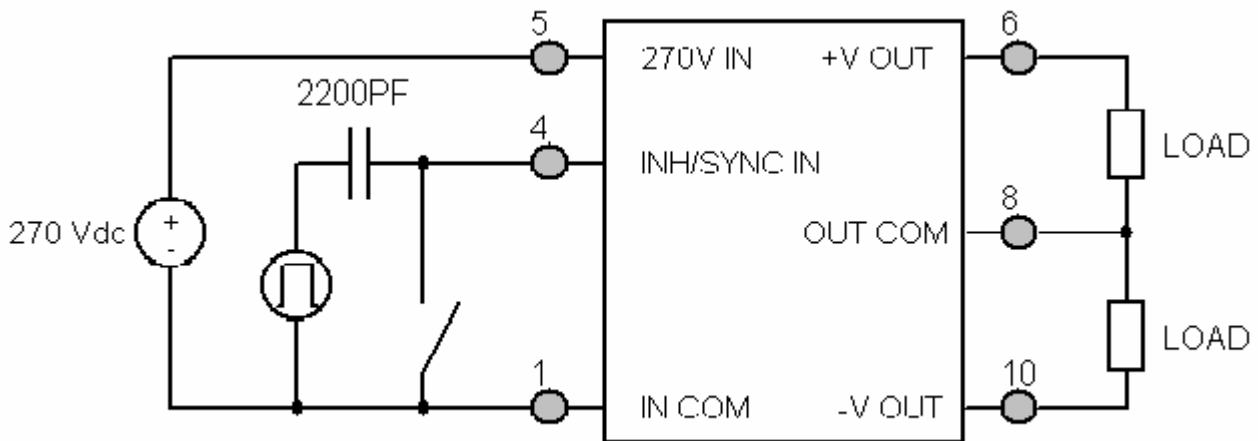 5
6
270V IN
+V OUT
2200PF
4
LOAD
INH/SYNC IN
8
270 Vdc
+
-
OUT COM
LOAD
1
10
IN COM
-V OUT